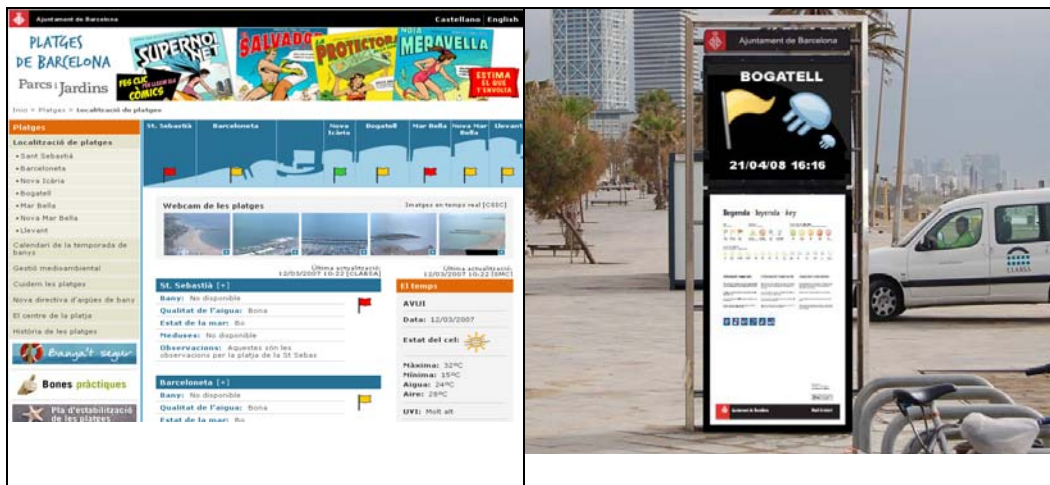 Ajuntament de Barcelona
Castellano English
PLATGES
DE BARCELONA
Parcs i Jardins
SUPERNOI
NET
SALVADOR
PROTECTORA
NOIA
MERAVELLA
FES CLIC
CÒMICS
ESTIMA
EL QUE
T'ENVOLTA
Inici > Platges > Localització de platges
Platges
Localització de platges
Sant Sebastià
Barceloneta
Nova Icària
Bogatell
Mar Bella
Nova Mar Bella
Llevant
Calendari de la temporada de
banys
Gestió mediambiental
Cuidem les platges
Nova directiva d'aigües de bany
El centre de la platja
Història de les platges
Banya't segur
Bones pràctiques
Pla d'estabilització
de les platges
St. Sebastià
Barceloneta
Nova
Icària
Bogatell
Mar Bella
Nova Mar
Bella
Llevant
Webcam de les platges
Imatges en temps real [CSIC]
Última actualització:
12/03/2007 10:22 [CLABSA]
Última actualització:
12/03/2007 10:22 [SMC]
St. Sebastià [+]
Bany: No disponible
Qualitat de l'aigua: Bona
Estat de la mar: Bo
Meduses: No disponible
Observacions: Aquestes són les
observacions per la platja de la St Sebas
Barceloneta [+]
Bany: No disponible
Qualitat de l'aigua: Bona
Estat de la mar: Bo
El temps
AVUI
Data: 12/03/2007
Estat del cel:
Màxima: 32ºC
Mínima: 15ºC
Aigua: 24ºC
Aire: 28ºC
UVI: Molt alt
Ajuntament de Barcelona
BOGATELL
21/04/08 16:16
llegenda · leyenda · key
Ajuntament de Barcelona
CLABSA